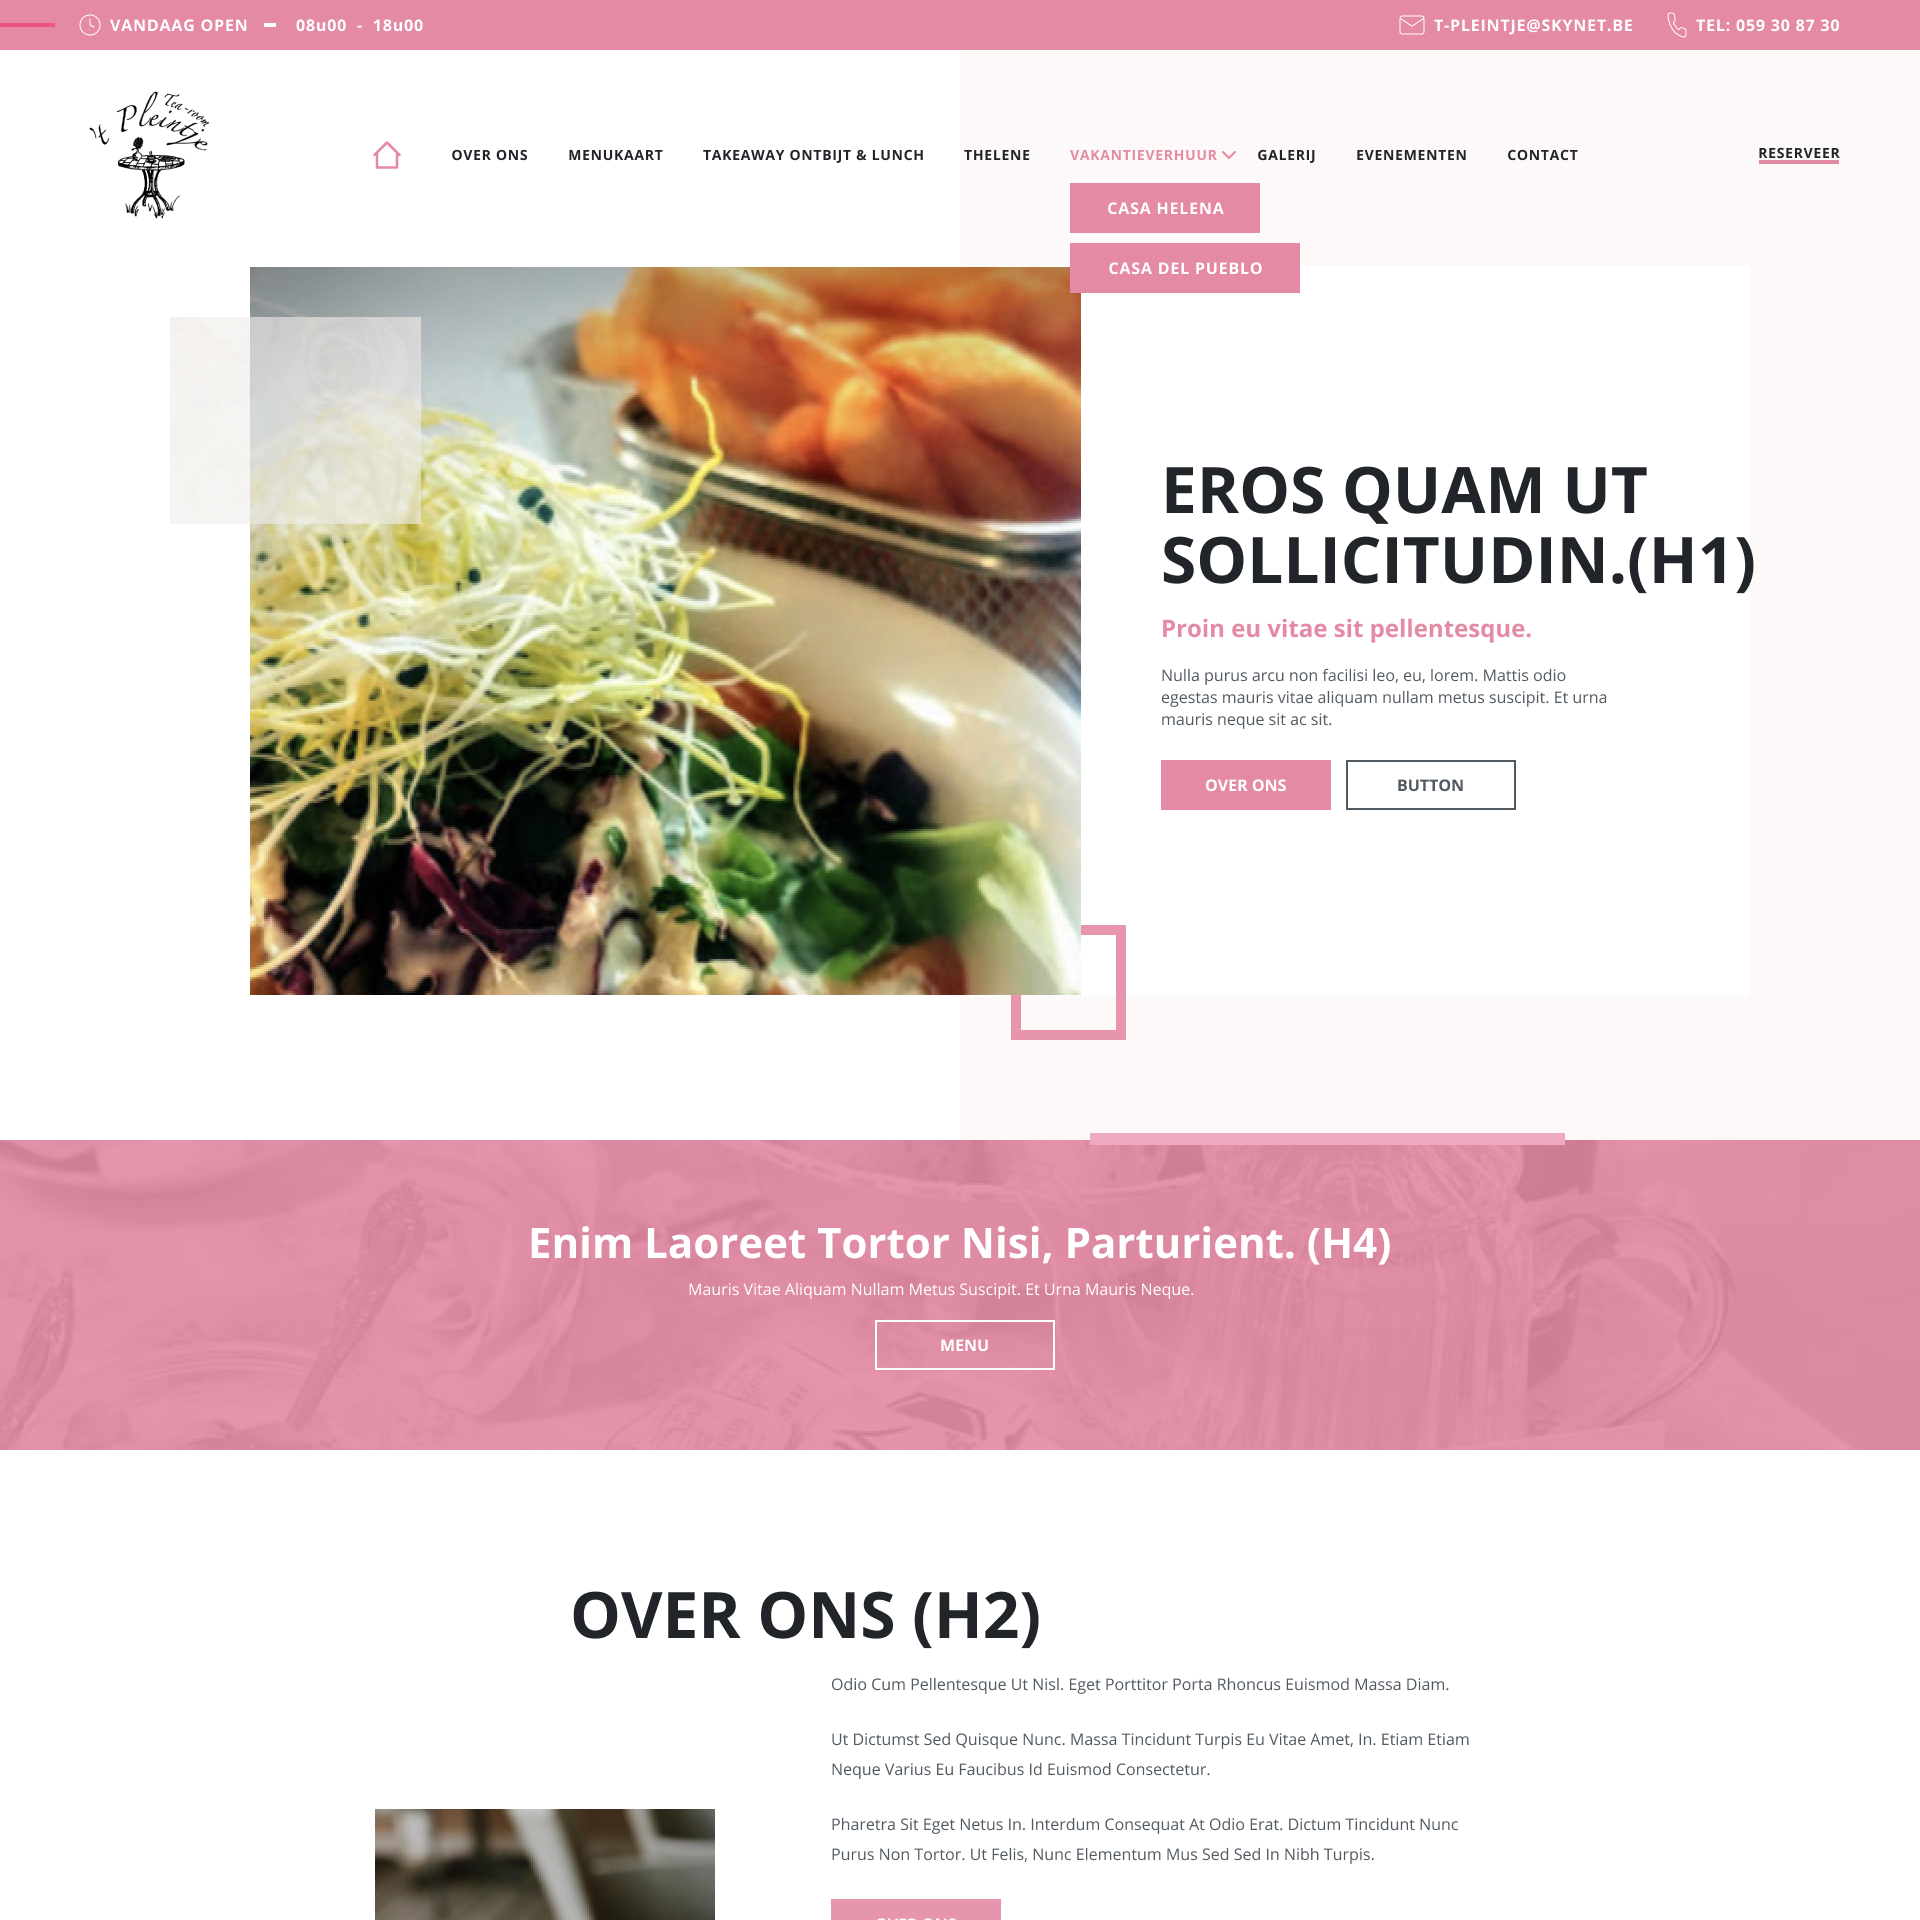 VANDAAG OPEN - 08u00 - 18u00
T-PLEINTJE@SKYNET.BE
TEL: 059 30 87 30
Tea-room
't Pleintje
OVER ONS
MENUKAART
TAKEAWAY ONTBIJT & LUNCH
THELENE
VAKANTIEVERHUUR
GALERIJ
EVENEMENTEN
CONTACT
RESERVEER
CASA HELENA
CASA DEL PUEBLO
EROS QUAM UT
SOLLICITUDIN.(H1)
Proin eu vitae sit pellentesque.
Nulla purus arcu non facilisi leo, eu, lorem. Mattis odio
egestas mauris vitae aliquam nullam metus suscipit. Et urna
mauris neque sit ac sit.
OVER ONS
BUTTON
Enim Laoreet Tortor Nisi, Parturient. (H4)
Mauris Vitae Aliquam Nullam Metus Suscipit. Et Urna Mauris Neque.
MENU
OVER ONS (H2)
Odio Cum Pellentesque Ut Nisl. Eget Porttitor Porta Rhoncus Euismod Massa Diam.
Ut Dictumst Sed Quisque Nunc. Massa Tincidunt Turpis Eu Vitae Amet, In. Etiam Etiam
Neque Varius Eu Faucibus Id Euismod Consectetur.
Pharetra Sit Eget Netus In. Interdum Consequat At Odio Erat. Dictum Tincidunt Nunc
Purus Non Tortor. Ut Felis, Nunc Elementum Mus Sed Sed In Nibh Turpis.
OVER ONS